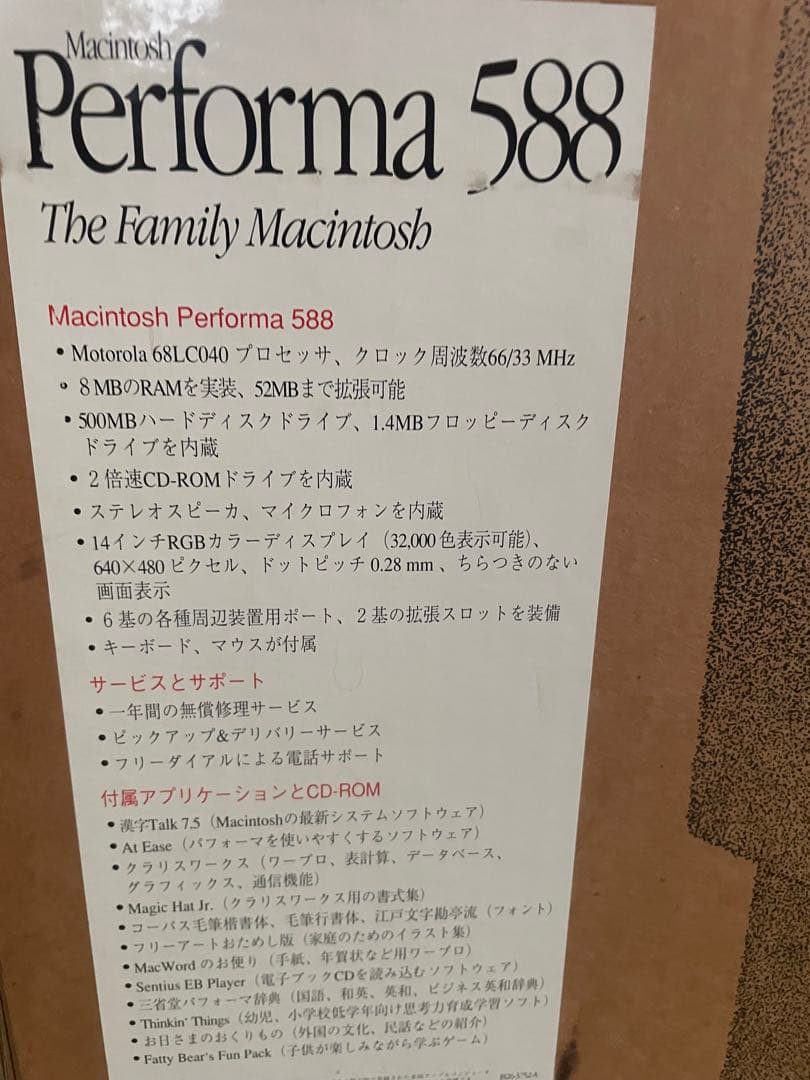 Macintosh
Performa 588
The Family Macintosh
Macintosh Performa 588
• Motorola 68LC040 プロセッサ、クロック周波数66/33 MHz
• 8 MBのRAMを実装、52MBまで拡張可能
• 500MBハードディスクドライブ、1.4MBフロッピーディスク
ドライブを内蔵
• 2倍速CD-ROMドライブを内蔵
• ステレオスピーカ、マイクロフォンを内蔵
• 14インチRGBカラーディスプレイ（32,000 色表示可能）、
640×480 ピクセル、ドットピッチ 0.28 mm 、ちらつきのない
画面表示
• 6 基の各種周辺装置用ポート、2 基の拡張スロットを装備
• キーボード、マウスが付属
サービスとサポート
• 一年間の無償修理サービス
• ピックアップ&デリバリーサービス
• フリーダイアルによる電話サポート
付属アプリケーションとCD-ROM
• 漢字Talk 7.5（Macintoshの最新システムソフトウェア）
• At Ease（パフォーマを使いやすくするソフトウェア）
• クラリスワークス（ワープロ、表計算、データベース、
グラフィックス、通信機能）
• Magic Hat Jr.（クラリスワークス用の書式集）
• コーパス毛筆楷書体、毛筆行書体、江戸文字勘亭流（フォント）
• フリーアートおためし版（家庭のためのイラスト集）
• MacWord のお便り（手紙、年賀状など用ワープロ）
• Sentius EB Player（電子ブックCDを読み込むソフトウェア）
• 三省堂パフォーマ辞典（国語、和英、英和、ビジネス英和辞典）
• Thinkin' Things（幼児、小学校低学年向け思考力育成学習ソフト）
• お日さまのおくりもの（外国の文化、民話などの紹介）
• Fatty Bear's Fun Pack（子供が楽しみながら学ぶゲーム）